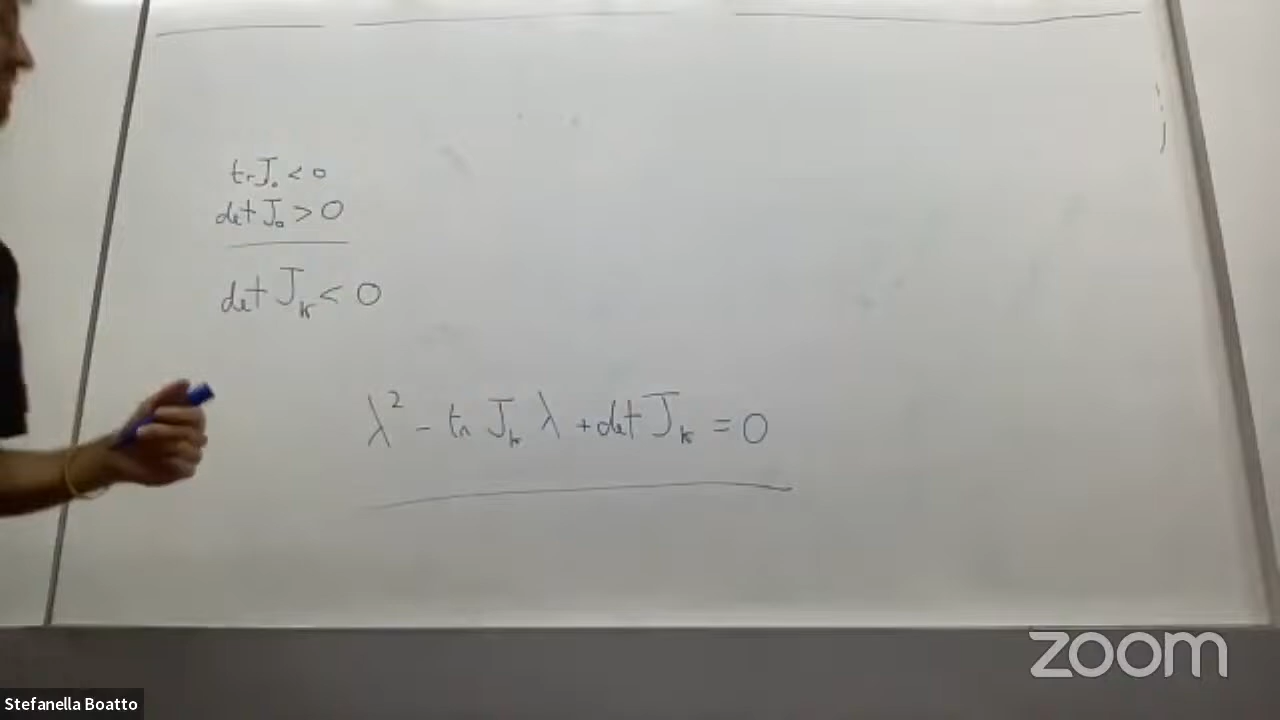 tr J₀ < 0
det J₀ > 0
det Jₖ < 0
λ² - tr Jₖ λ + det Jₖ = 0
zoom
Stefanella Boatto